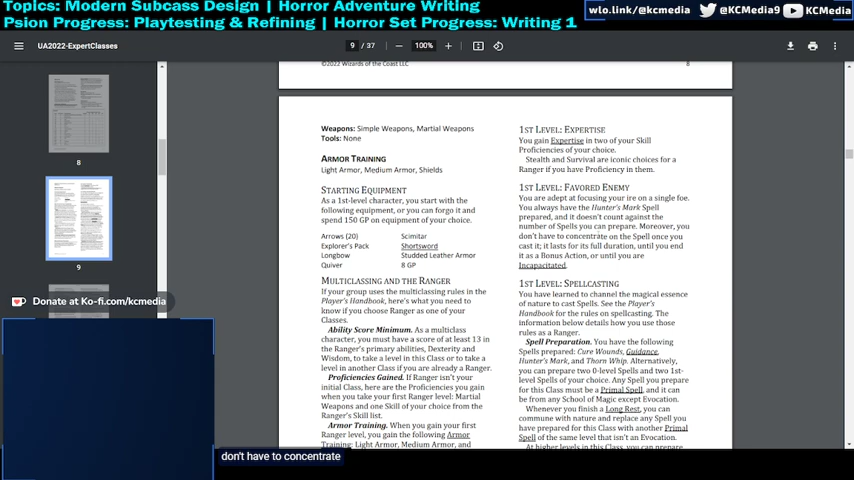 Topics: Modern Subcass Design | Horror Adventure Writing
Psion Progress: Playtesting & Refining | Horror Set Progress: Writing 1
wlo.link/@kcmedia @KCMedia9 KCMedia
UA2022-ExpertClasses
9 / 37
100%
8
9
©2022 Wizards of the Coast LLC
8
Weapons: Simple Weapons, Martial Weapons
Tools: None
ARMOR TRAINING
Light Armor, Medium Armor, Shields
STARTING EQUIPMENT
As a 1st-level character, you start with the
following equipment, or you can forgo it and
spend 150 GP on equipment of your choice.
Arrows (20) Scimitar
Explorer's Pack Shortsword
Longbow Studded Leather Armor
Quiver 8 GP
MULTICLASSING AND THE RANGER
If your group uses the multiclassing rules in the
Player's Handbook, here's what you need to
know if you choose Ranger as one of your
Classes.
Ability Score Minimum. As a multiclass
character, you must have a score of at least 13 in
the Ranger's primary abilities, Dexterity and
Wisdom, to take a level in this Class or to take a
level in another Class if you are already a Ranger.
Proficiencies Gained. If Ranger isn't your
initial Class, here are the Proficiencies you gain
when you take your first Ranger level: Martial
Weapons and one Skill of your choice from the
Ranger's Skill list.
Armor Training. When you gain your first
Ranger level, you gain the following Armor
Training: Light Armor, Medium Armor, and
1ST LEVEL: EXPERTISE
You gain Expertise in two of your Skill
Proficiencies of your choice.
Stealth and Survival are iconic choices for a
Ranger if you have Proficiency in them.
1ST LEVEL: FAVORED ENEMY
You are adept at focusing your ire on a single foe.
You always have the Hunter's Mark Spell
prepared, and it doesn't count against the
number of Spells you can prepare. Moreover, you
don't have to concentrate on the Spell once you
cast it; it lasts for its full duration, until you end
it as a Bonus Action, or until you are
Incapacitated.
1ST LEVEL: SPELLCASTING
You have learned to channel the magical essence
of nature to cast Spells. See the Player's
Handbook for the rules on spellcasting. The
information below details how you use those
rules as a Ranger.
Spell Preparation. You have the following
Spells prepared: Cure Wounds, Guidance,
Hunter's Mark, and Thorn Whip. Alternatively,
you can prepare two 0-level Spells and two 1st-
level Spells of your choice. Any Spell you prepare
for this Class must be a Primal Spell, and it can
be from any School of Magic except Evocation.
Whenever you finish a Long Rest, you can
commune with nature and replace any Spell you
have prepared for this Class with another Primal
Spell of the same level that isn't an Evocation.
At higher levels in this Class, you can prepare
Donate at Ko-fi.com/kcmedia
don't have to concentrate